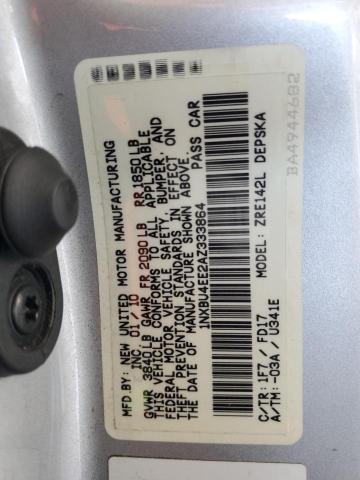 MFD.BY: NEW UNITED MOTOR MANUFACTURING
INC. 01 / 10
GVWR 3840 LB GAWR FR 2090 LB RR 1850 LB
THIS VEHICLE CONFORMS TO ALL APPLICABLE
FEDERAL MOTOR VEHICLE SAFETY, BUMPER, AND
THEFT PREVENTION STANDARDS IN EFFECT ON
THE DATE OF MANUFACTURE SHOWN ABOVE.
1NXBU4EE2AZ333864 PASS CAR
C/TR: 1F7 / FD17 ZRE142L DEPSKA
A/TM: -03A / U341E
BA4944682